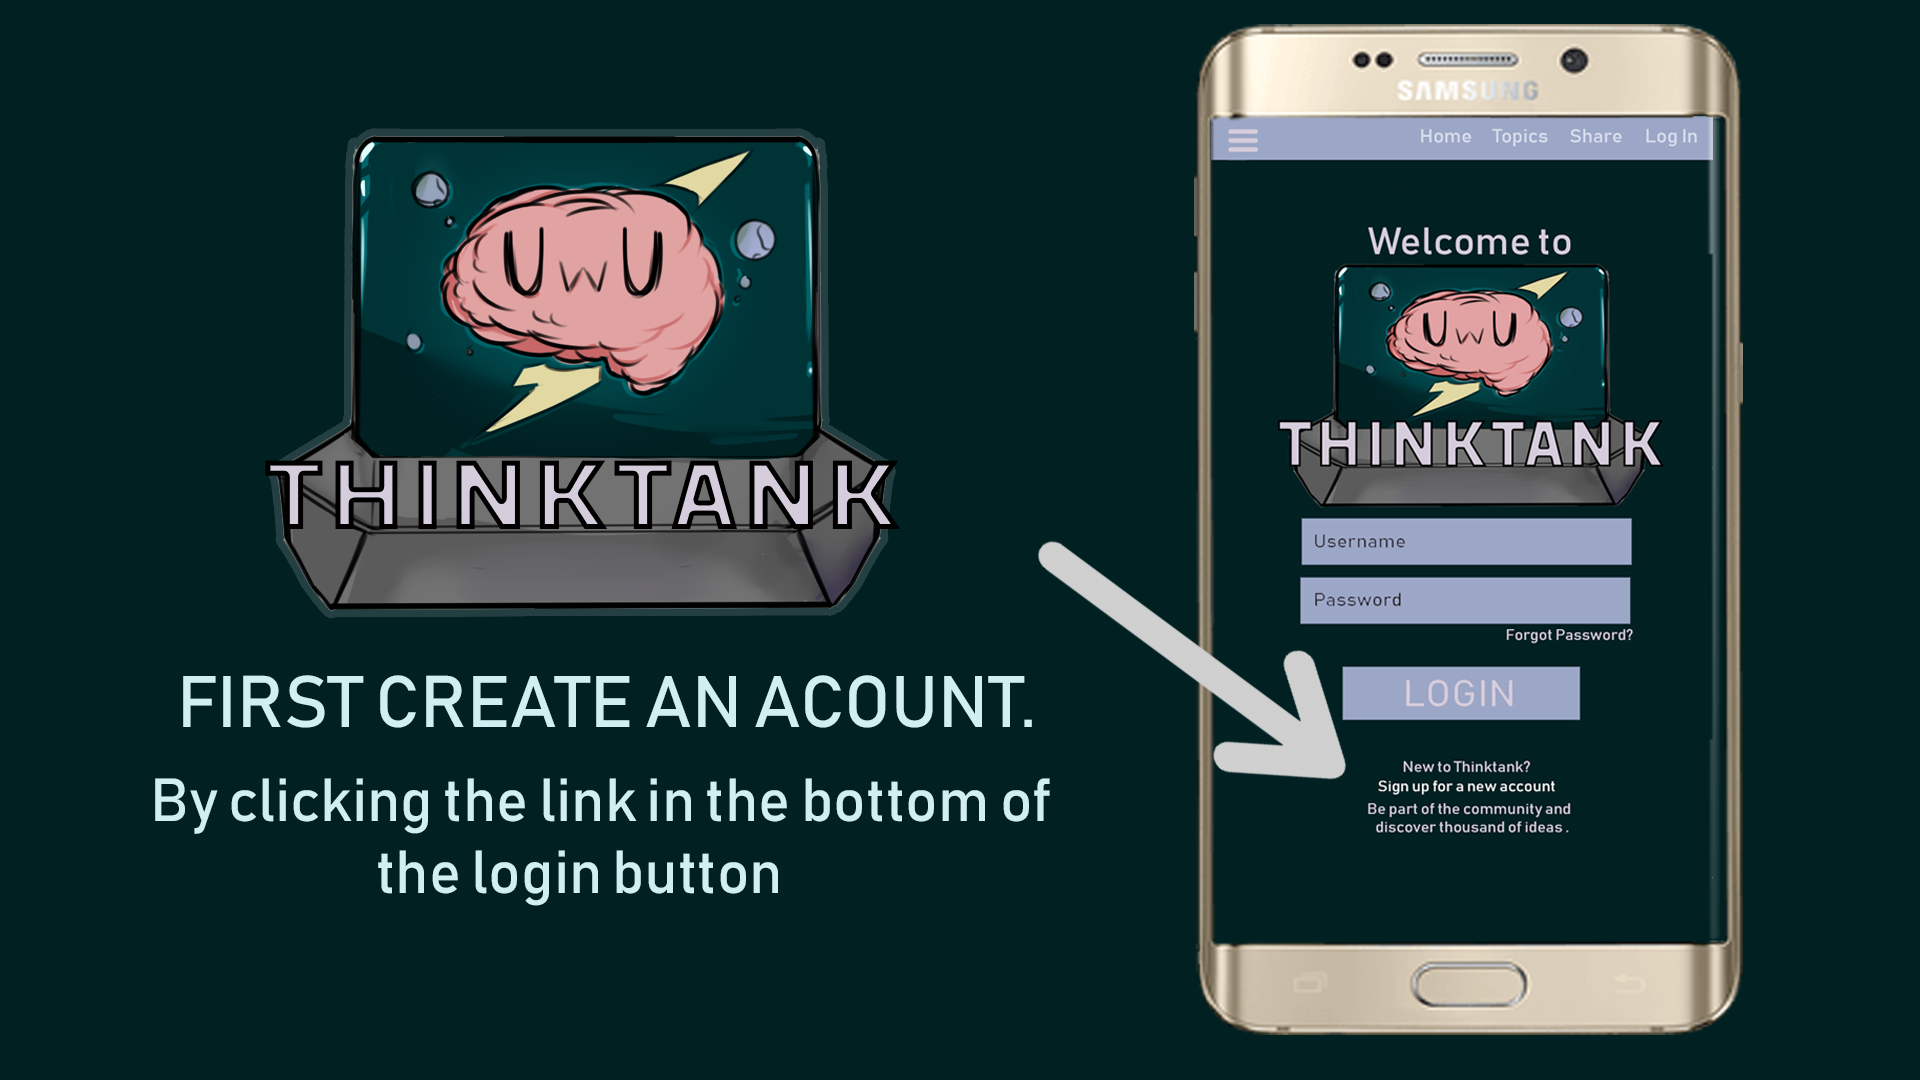 UwU
THINKTANK
FIRST CREATE AN ACOUNT.
By clicking the link in the bottom of
the login button
SAMSUNG
Home Topics Share Log In
Welcome to
UwU
THINKTANK
Username
Password
Forgot Password?
LOGIN
New to Thinktank?
Sign up for a new account
Be part of the community and
discover thousand of ideas .